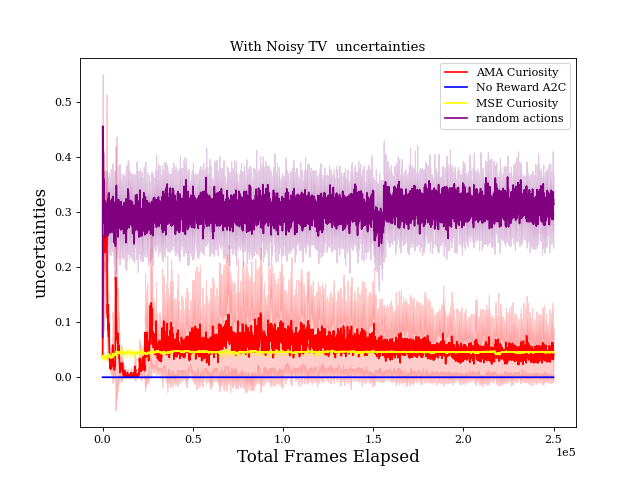 With Noisy TV  uncertainties
AMA Curiosity
No Reward A2C
MSE Curiosity
random actions
uncertainties
0.5
0.4
0.3
0.2
0.1
0.0
0.0 0.5 1.0 1.5 2.0 2.5
1e5
Total Frames Elapsed